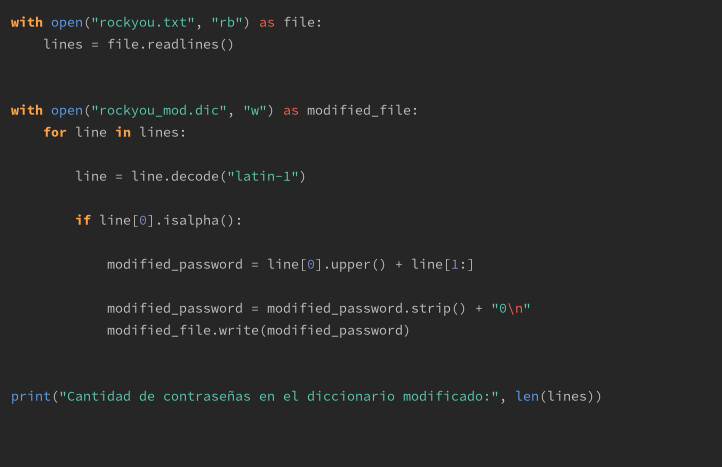 with open("rockyou.txt", "rb") as file:
    lines = file.readlines()
with open("rockyou_mod.dic", "w") as modified_file:
    for line in lines:
        line = line.decode("latin-1")
        if line[0].isalpha():
            modified_password = line[0].upper() + line[1:]
            modified_password = modified_password.strip() + "0\n"
            modified_file.write(modified_password)
print("Cantidad de contraseñas en el diccionario modificado:", len(lines))